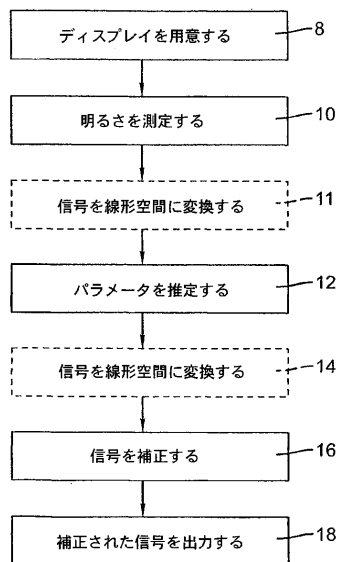 ディスプレイを用意する 8
明るさを測定する 10
信号を線形空間に変換する 11
パラメータを推定する 12
信号を線形空間に変換する 14
信号を補正する 16
補正された信号を出力する 18